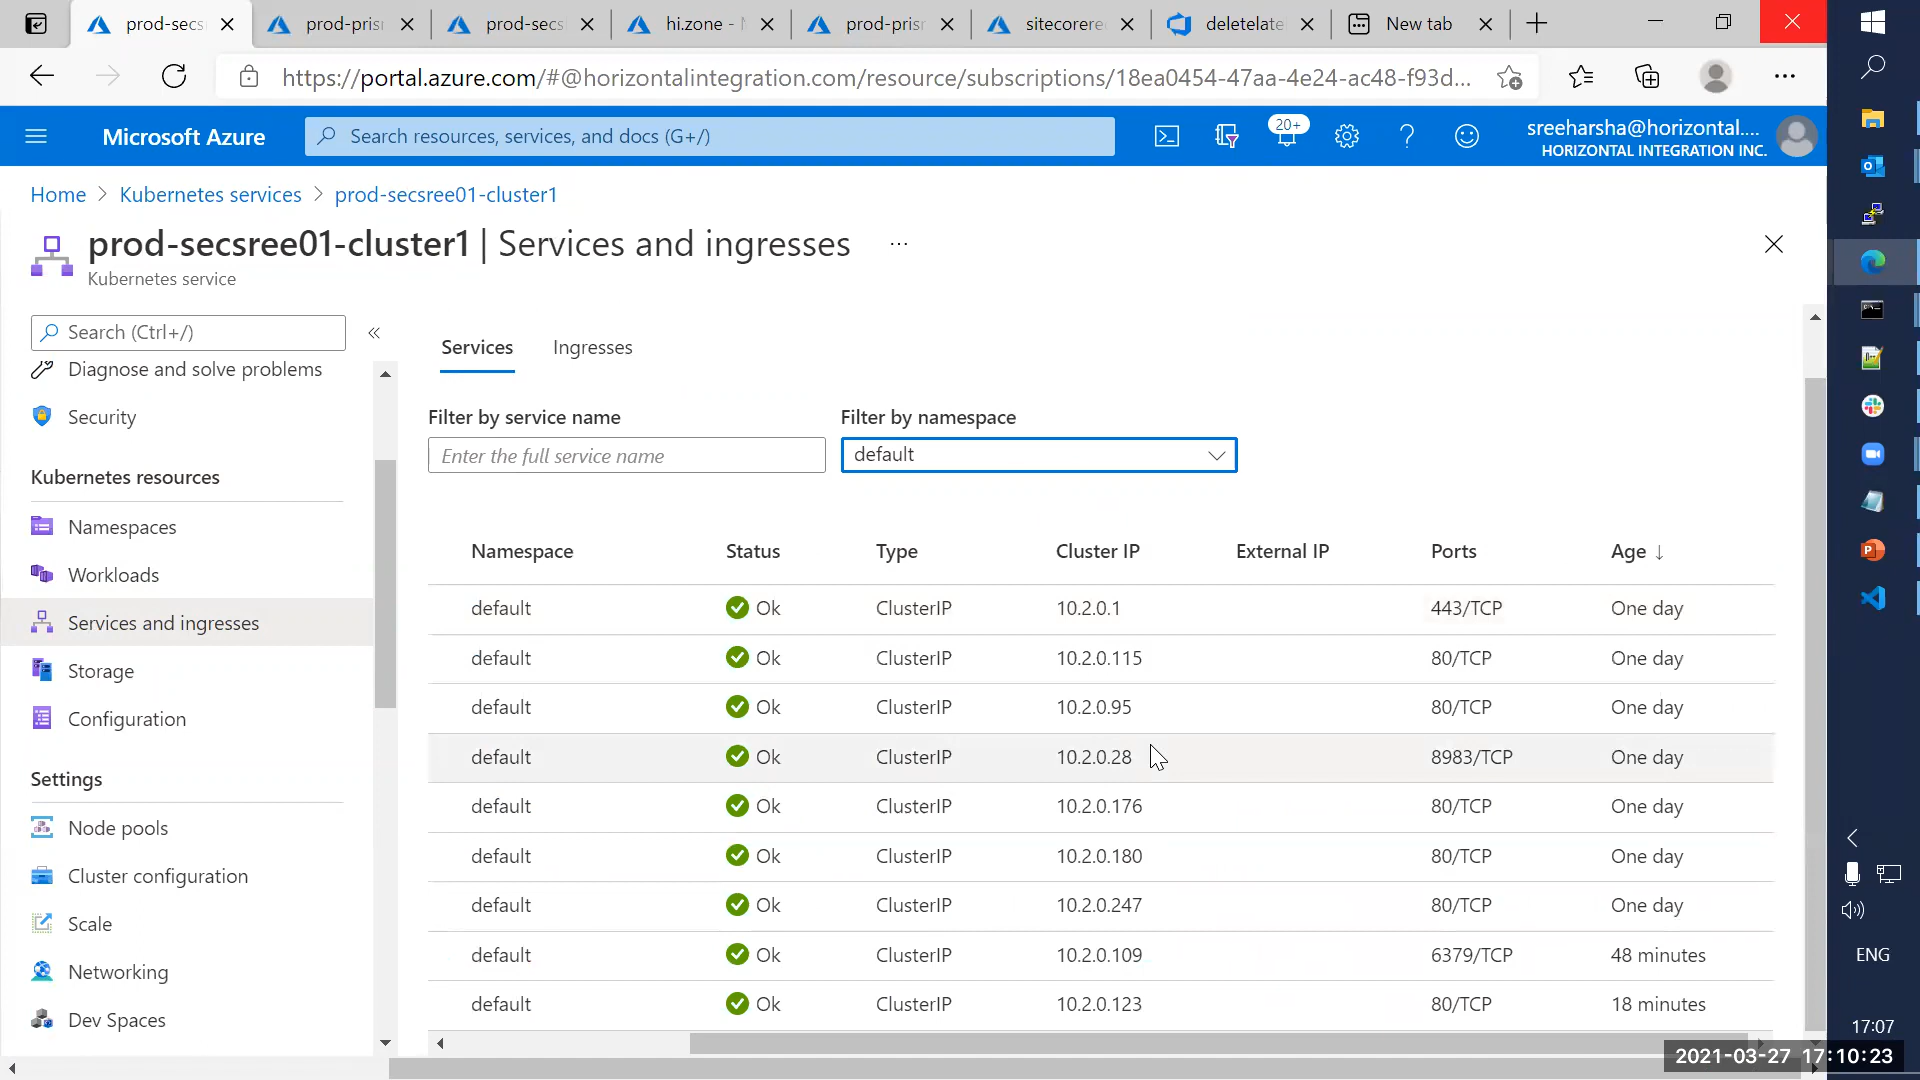 prod-secs
prod-pris
prod-secs
hi.zone - N
prod-pris
sitecorere
deletelate
New tab
https://portal.azure.com/#@horizontalintegration.com/resource/subscriptions/18ea0454-47aa-4e24-ac48-f93d...
Microsoft Azure
Search resources, services, and docs (G+/)
20+
sreeharsha@horizontal....
HORIZONTAL INTEGRATION INC.
Home > Kubernetes services > prod-secsree01-cluster1
prod-secsree01-cluster1 | Services and ingresses ...
Kubernetes service
Search (Ctrl+/)
«
Diagnose and solve problems
Security
Kubernetes resources
Namespaces
Workloads
Services and ingresses
Storage
Configuration
Settings
Node pools
Cluster configuration
Scale
Networking
Dev Spaces
Services Ingresses
Filter by service name Filter by namespace
Enter the full service name default
Namespace Status Type Cluster IP External IP Ports Age ↓
default Ok ClusterIP 10.2.0.1 443/TCP One day
default Ok ClusterIP 10.2.0.115 80/TCP One day
default Ok ClusterIP 10.2.0.95 80/TCP One day
default Ok ClusterIP 10.2.0.28 8983/TCP One day
default Ok ClusterIP 10.2.0.176 80/TCP One day
default Ok ClusterIP 10.2.0.180 80/TCP One day
default Ok ClusterIP 10.2.0.247 80/TCP One day
default Ok ClusterIP 10.2.0.109 6379/TCP 48 minutes
default Ok ClusterIP 10.2.0.123 80/TCP 18 minutes
ENG
17:07
2021-03-27 17:10:23